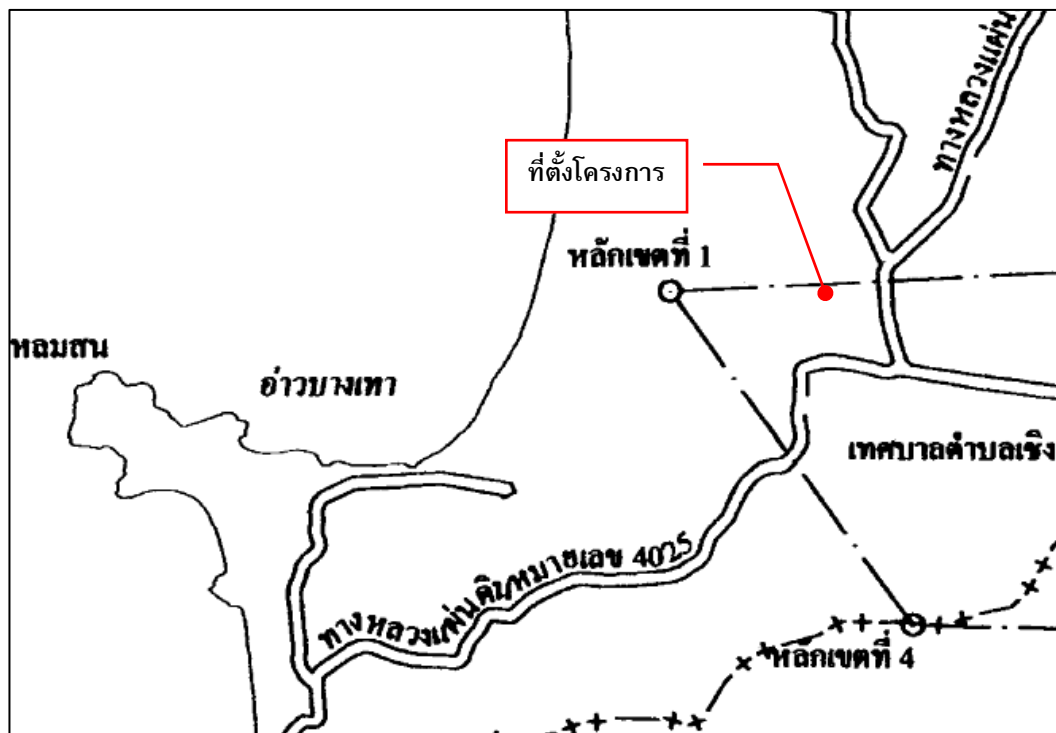 ทางหลวงแผ่น
ที่ตั้งโครงการ
หลักเขตที่ 1
หลมสน
อ่าวบางเทา
เทศบาลตำบลเชิง
ทางหลวงแผ่นดินหมายเลข 4025
หลักเขตที่ 4